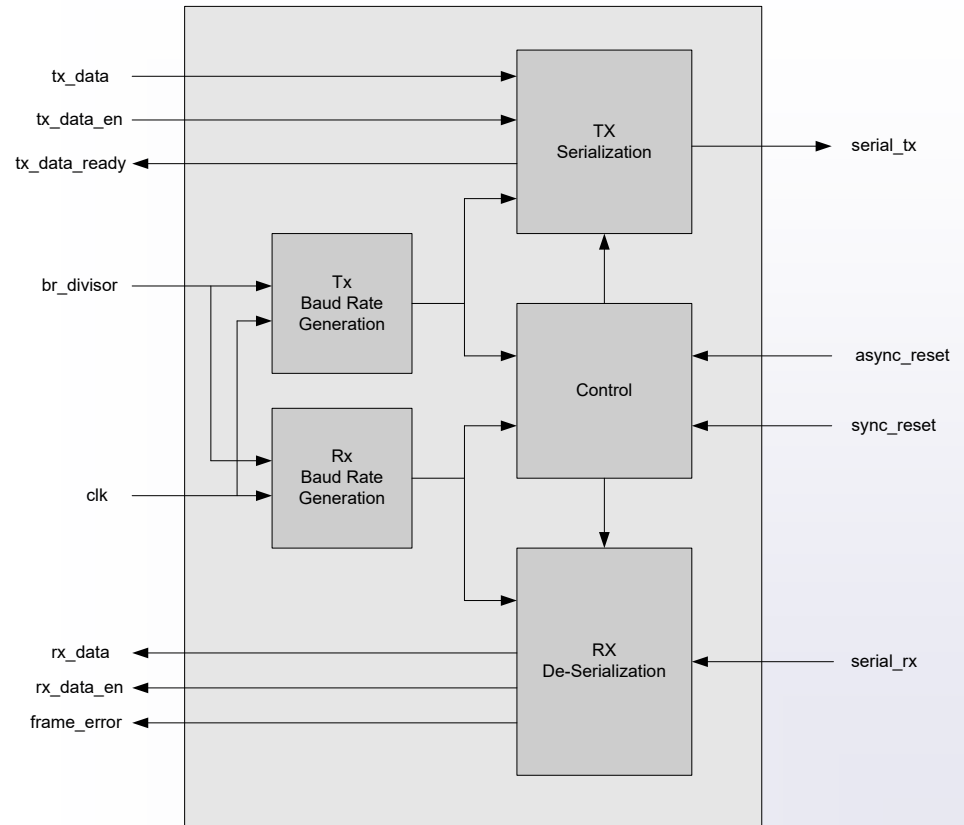 tx_data
tx_data_en
tx_data_ready
TX
Serialization
serial_tx
br_divisor
Tx
Baud Rate
Generation
async_reset
Control
sync_reset
Rx
Baud Rate
Generation
clk
rx_data
rx_data_en
frame_error
RX
De-Serialization
serial_rx